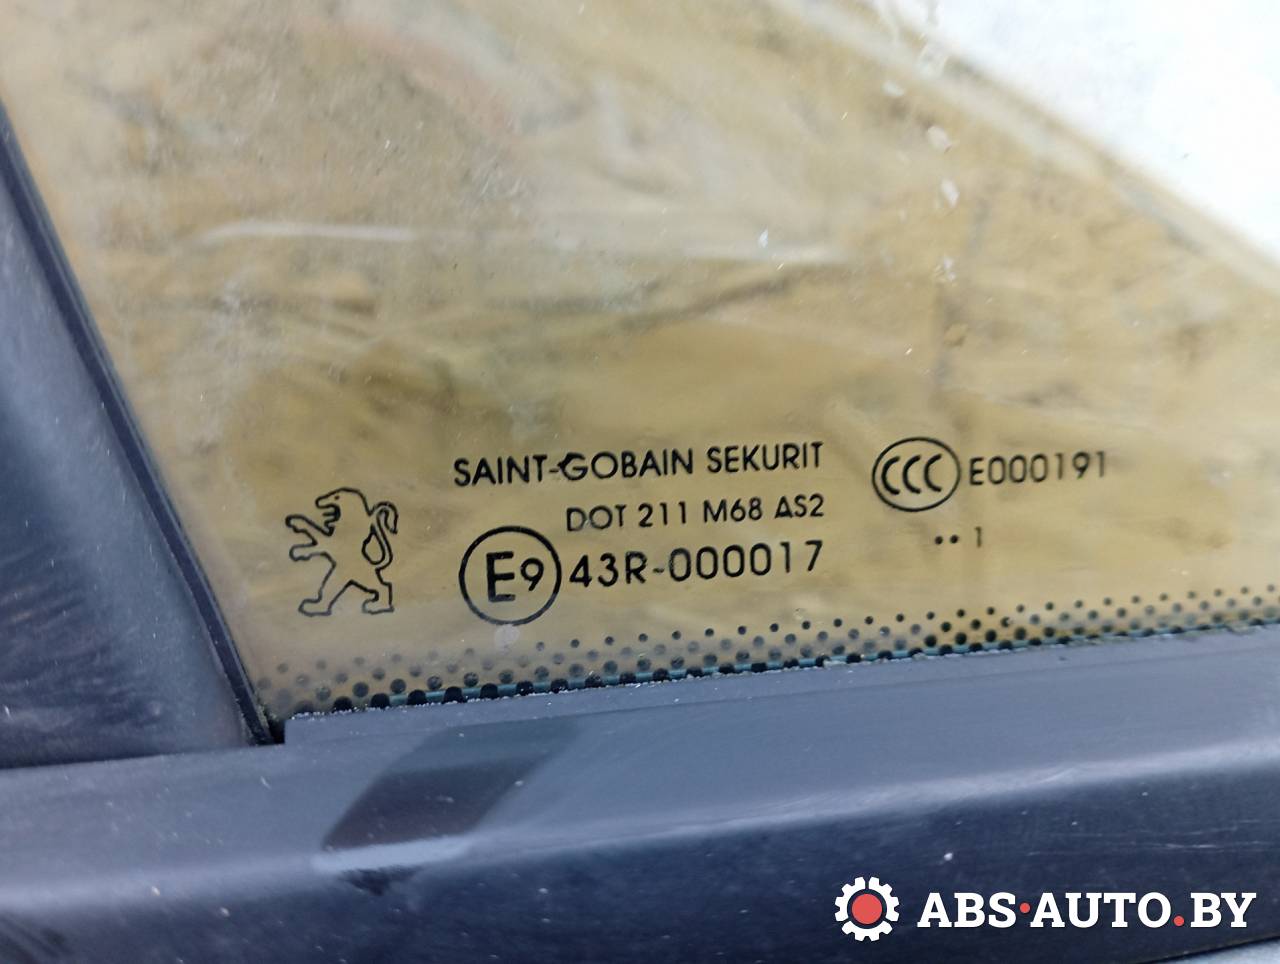 SAINT-GOBAIN SEKURIT
DOT 211 M68 AS2
E9 43R-000017
CCC E000191
•• 1
ABS•AUTO.BY